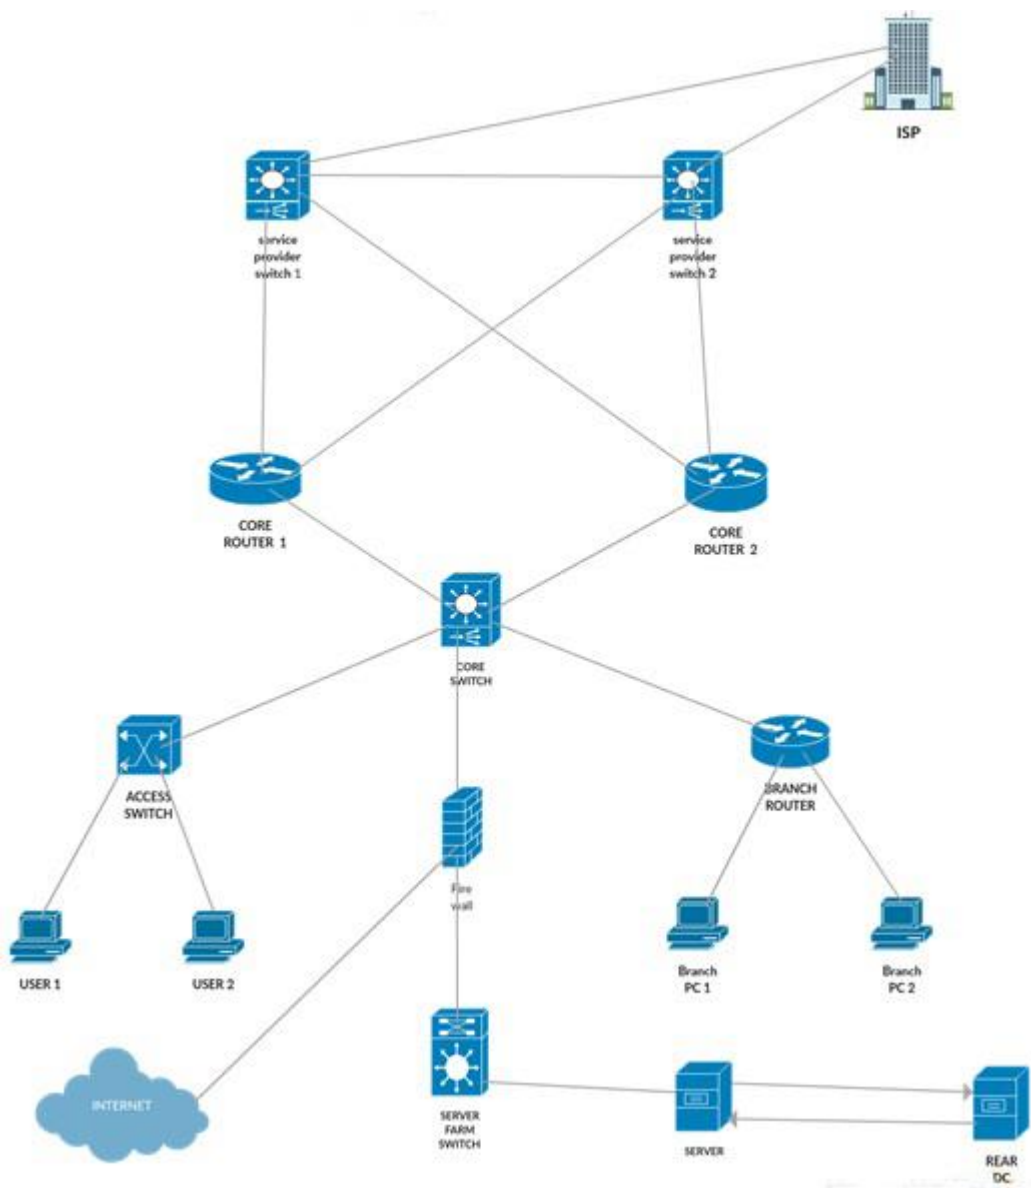 ISP
service
provider
switch 1
service
provider
switch 2
CORE
ROUTER 1
CORE
ROUTER 2
CORE
SWITCH
ACCESS
SWITCH
BRANCH
ROUTER
Fire
wall
USER 1
USER 2
Branch
PC 1
Branch
PC 2
INTERNET
SERVER
FARM
SWITCH
SERVER
REAR
DC